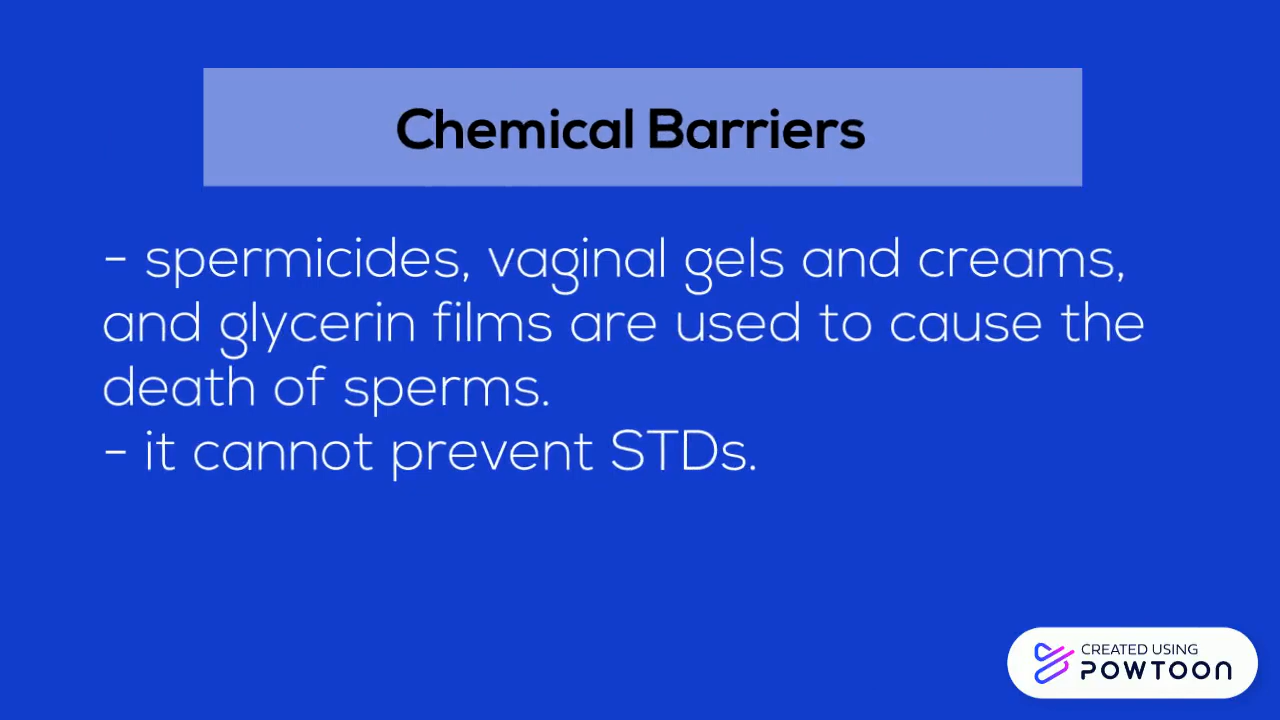 Chemical Barriers
- spermicides, vaginal gels and creams,
and glycerin films are used to cause the
death of sperms.
- it cannot prevent STDs.
CREATED USING
POWTOON